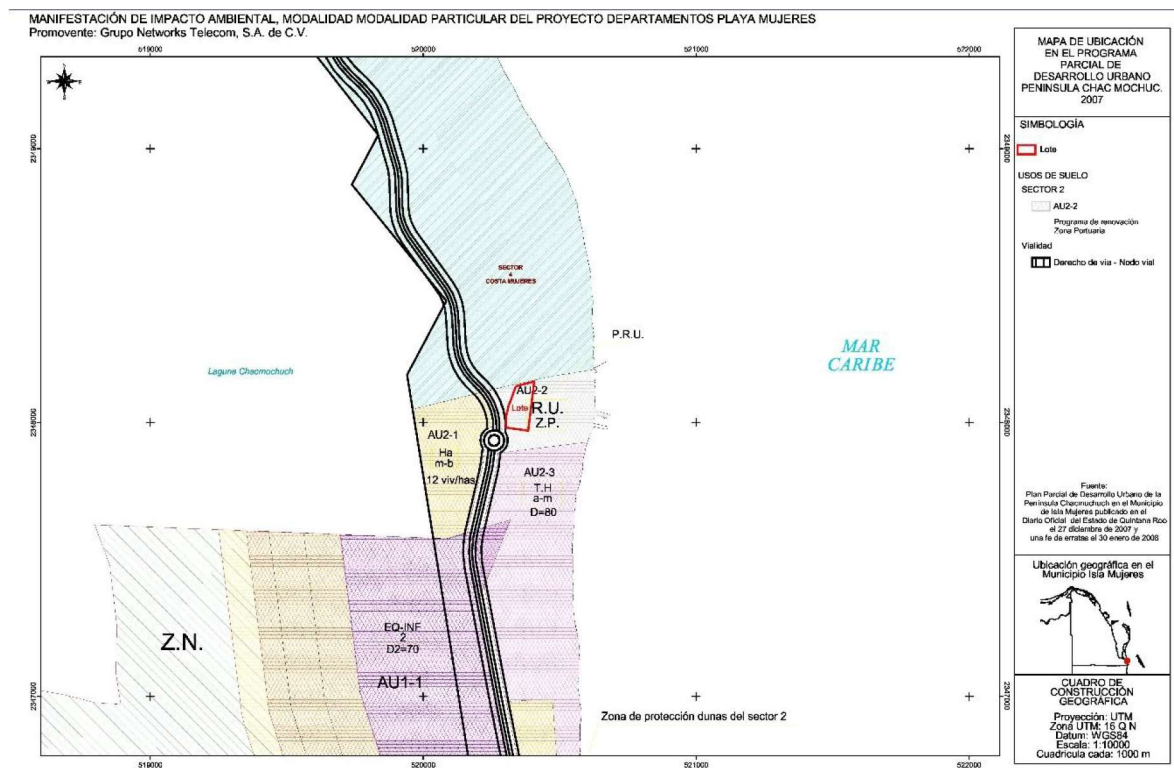 MANIFESTACIÓN DE IMPACTO AMBIENTAL, MODALIDAD MODALIDAD PARTICULAR DEL PROYECTO DEPARTAMENTOS PLAYA MUJERES
Promovente: Grupo Networks Telecom, S.A. de C.V.
519000
520000
521000
522000
2349000
2349000
SECTOR
4
COSTA MUJERES
P.R.U.
MAR
CARIBE
Laguna Chacmochuch
AU2-2
Lote
R.U.
Z.P.
2348000
2348000
AU2-1
Ha
m-b
12 viv/has
AU2-3
T.H
a-m
D=80
Z.N.
EQ-INF
2
D2=70
AU1-1
2347000
2347000
Zona de protección dunas del sector 2
519000
520000
521000
522000
MAPA DE UBICACIÓN
EN EL PROGRAMA
PARCIAL DE
DESARROLLO URBANO
PENINSULA CHAC MOCHUC.
2007
SIMBOLOGÍA
Lote
USOS DE SUELO
SECTOR 2
AU2-2
Programa de renovación
Zona Portuaria
Vialidad
Derecho de via - Nodo vial
Fuente:
Plan Parcial de Desarrollo Urbano de la
Peninsula Chacmuchuch en el Municipio
de Isla Mujeres publicado en el
Diario Oficial del Estado de Quintana Roo
el 27 diciembre de 2007 y
una fe de erratas el 30 enero de 2008
Ubicación geográfica en el
Municipio Isla Mujeres
CUADRO DE
CONSTRUCCIÓN
GEOGRÁFICA
Proyección: UTM
Zona UTM: 16 Q N
Datum: WGS84
Escala: 1:10000
Cuadricula cada: 1000 m